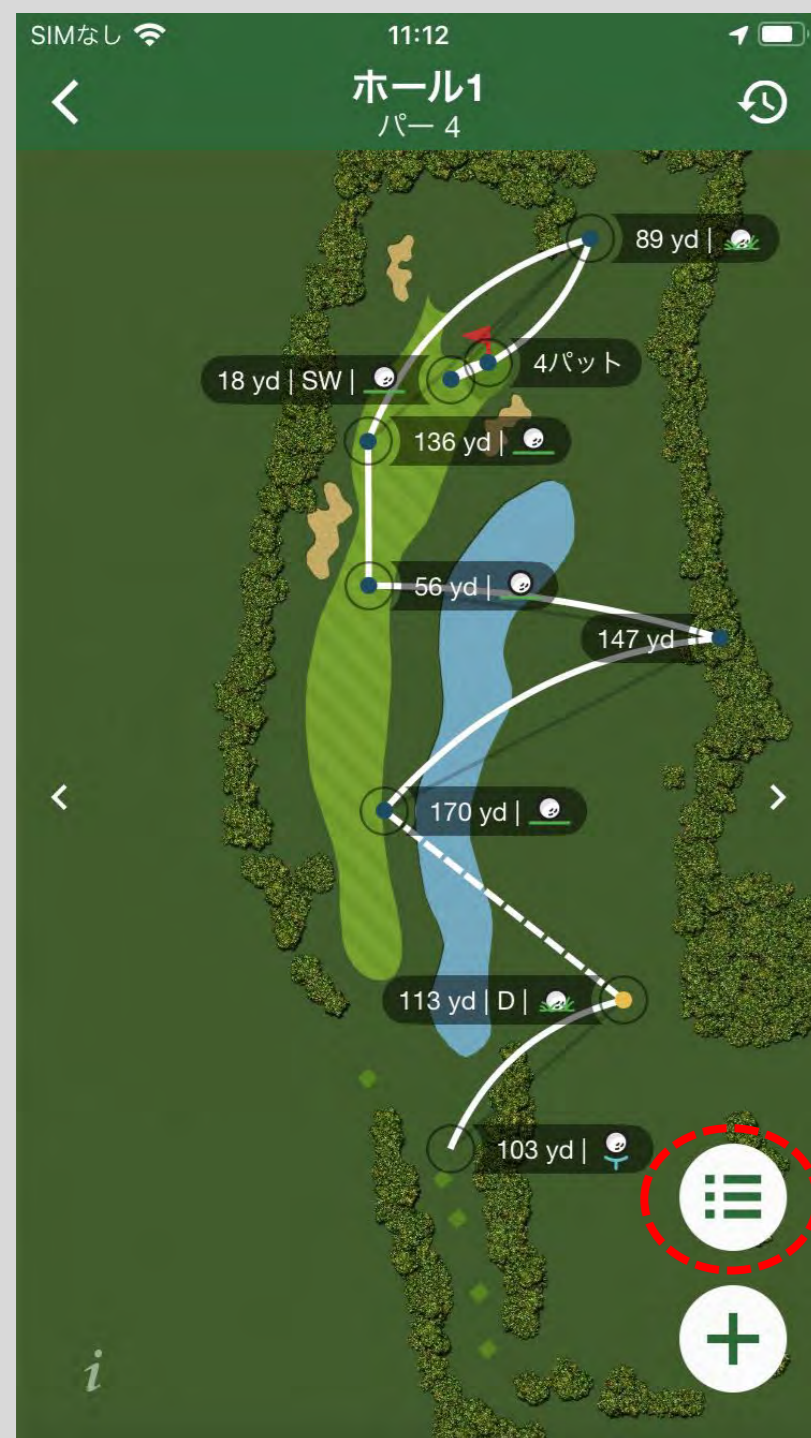 SIMなし 11:12
ホール1
パー 4
89 yd |
4パット
18 yd | SW |
136 yd |
56 yd |
147 yd
170 yd |
113 yd | D |
103 yd |
i